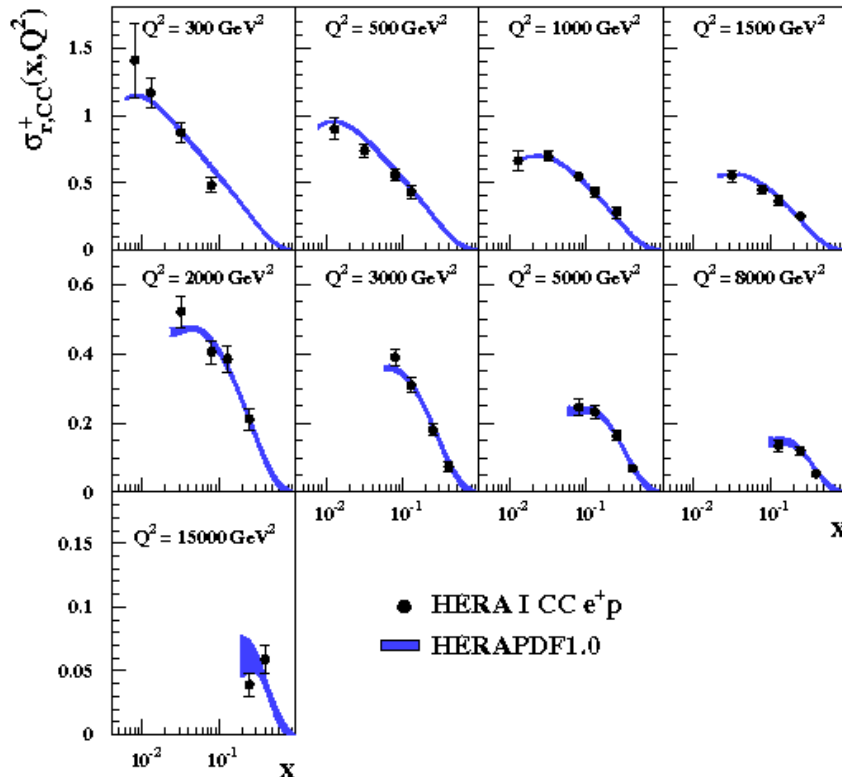 σ⁺r,CC(x,Q²)
Q² = 300 GeV²
Q² = 500 GeV²
Q² = 1000 GeV²
Q² = 1500 GeV²
1.5
1
0.5
0
Q² = 2000 GeV²
Q² = 3000 GeV²
Q² = 5000 GeV²
Q² = 8000 GeV²
0.6
0.4
0.2
0
10⁻² 10⁻¹ 10⁻² 10⁻¹ 10⁻² 10⁻¹
x
Q² = 15000 GeV²
0.15
0.1
0.05
0
10⁻² 10⁻¹
x
HERA I CC e⁺p
HERAPDF1.0